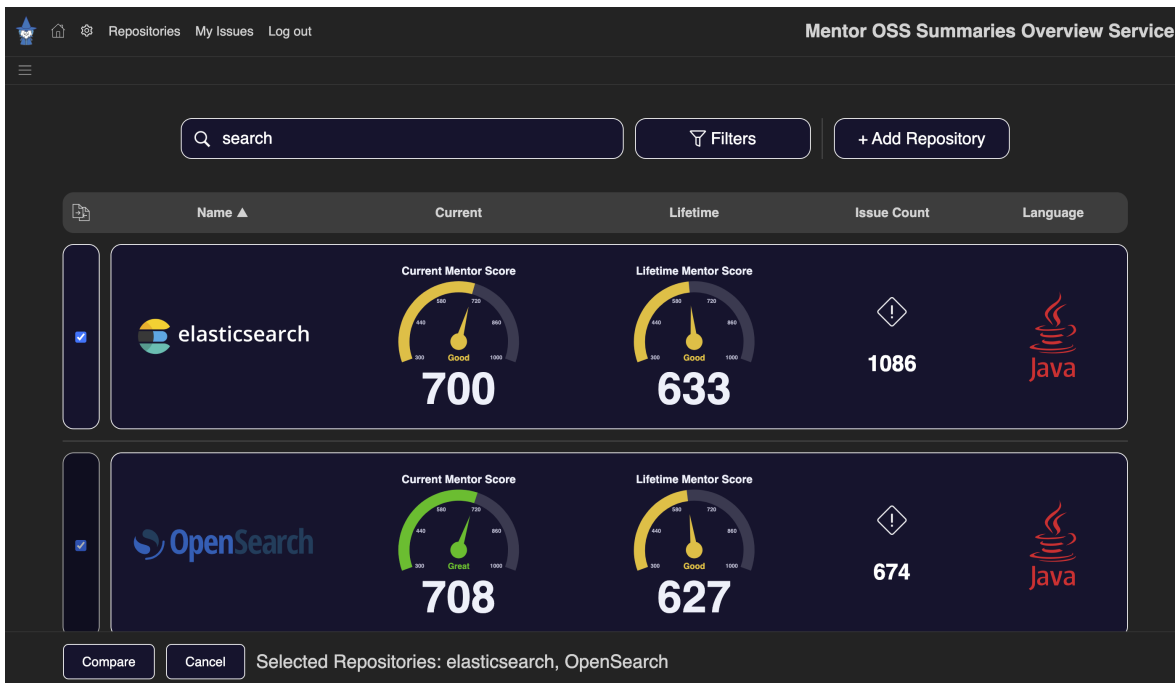 Repositories My Issues Log out Mentor OSS Summaries Overview Service
search Filters + Add Repository
Name ▲ Current Lifetime Issue Count Language
Current Mentor Score Lifetime Mentor Score
580 720 580 720
440 860 440 860
elasticsearch
300 Good 1000 300 Good 1000
700 633 1086 Java
Current Mentor Score Lifetime Mentor Score
580 720 580 720
440 860 440 860
OpenSearch
300 Great 1000 300 Good 1000
708 627 674 Java
Compare Cancel Selected Repositories: elasticsearch, OpenSearch